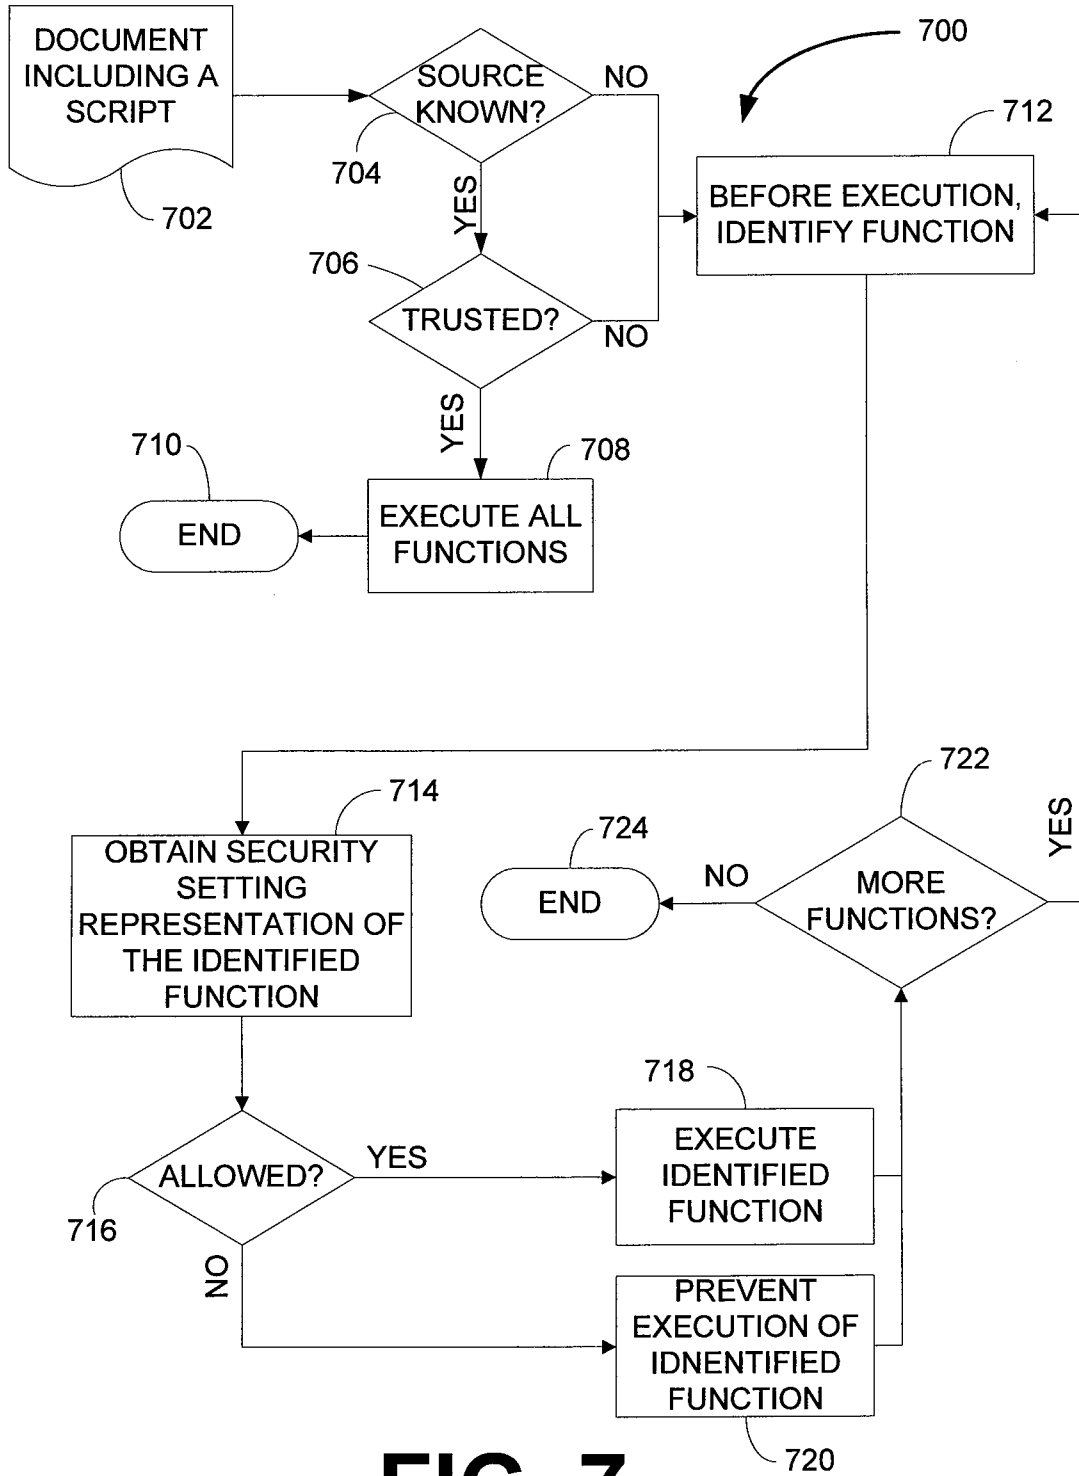 DOCUMENT
INCLUDING A
SCRIPT
702
SOURCE
KNOWN?
704
NO
YES
700
712
BEFORE EXECUTION,
IDENTIFY FUNCTION
706
TRUSTED?
NO
YES
708
EXECUTE ALL
FUNCTIONS
710
END
714
OBTAIN SECURITY
SETTING
REPRESENTATION OF
THE IDENTIFIED
FUNCTION
716
ALLOWED?
YES
NO
718
EXECUTE
IDENTIFIED
FUNCTION
PREVENT
EXECUTION OF
IDNENTIFIED
FUNCTION
720
722
MORE
FUNCTIONS?
YES
NO
724
END
FIG. 7